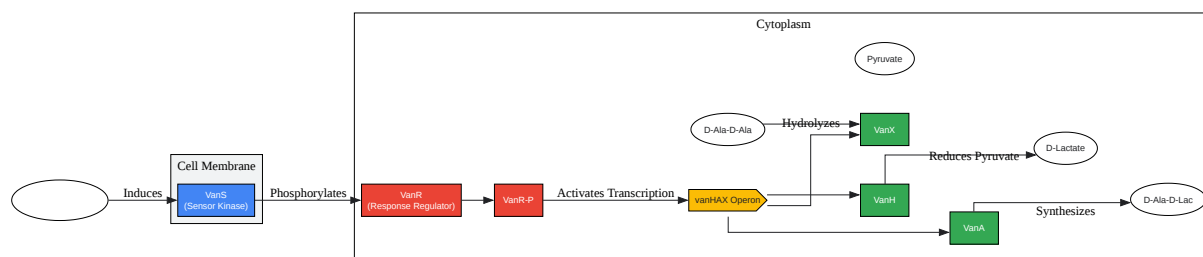 Cytoplasm
Pyruvate
D-Ala-D-Ala
Hydrolyzes
VanX
Reduces Pyruvate
D-Lactate
Cell Membrane
Induces
VanS
(Sensor Kinase)
Phosphorylates
VanR
(Response Regulator)
VanR-P
Activates Transcription
vanHAX Operon
VanH
VanA
Synthesizes
D-Ala-D-Lac